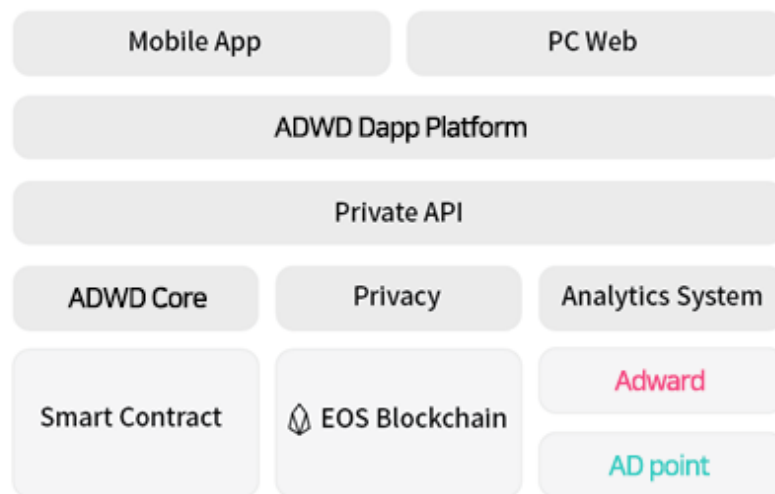 Mobile App
PC Web
ADWD Dapp Platform
Private API
ADWD Core
Privacy
Analytics System
Smart Contract
EOS Blockchain
Adward
AD point